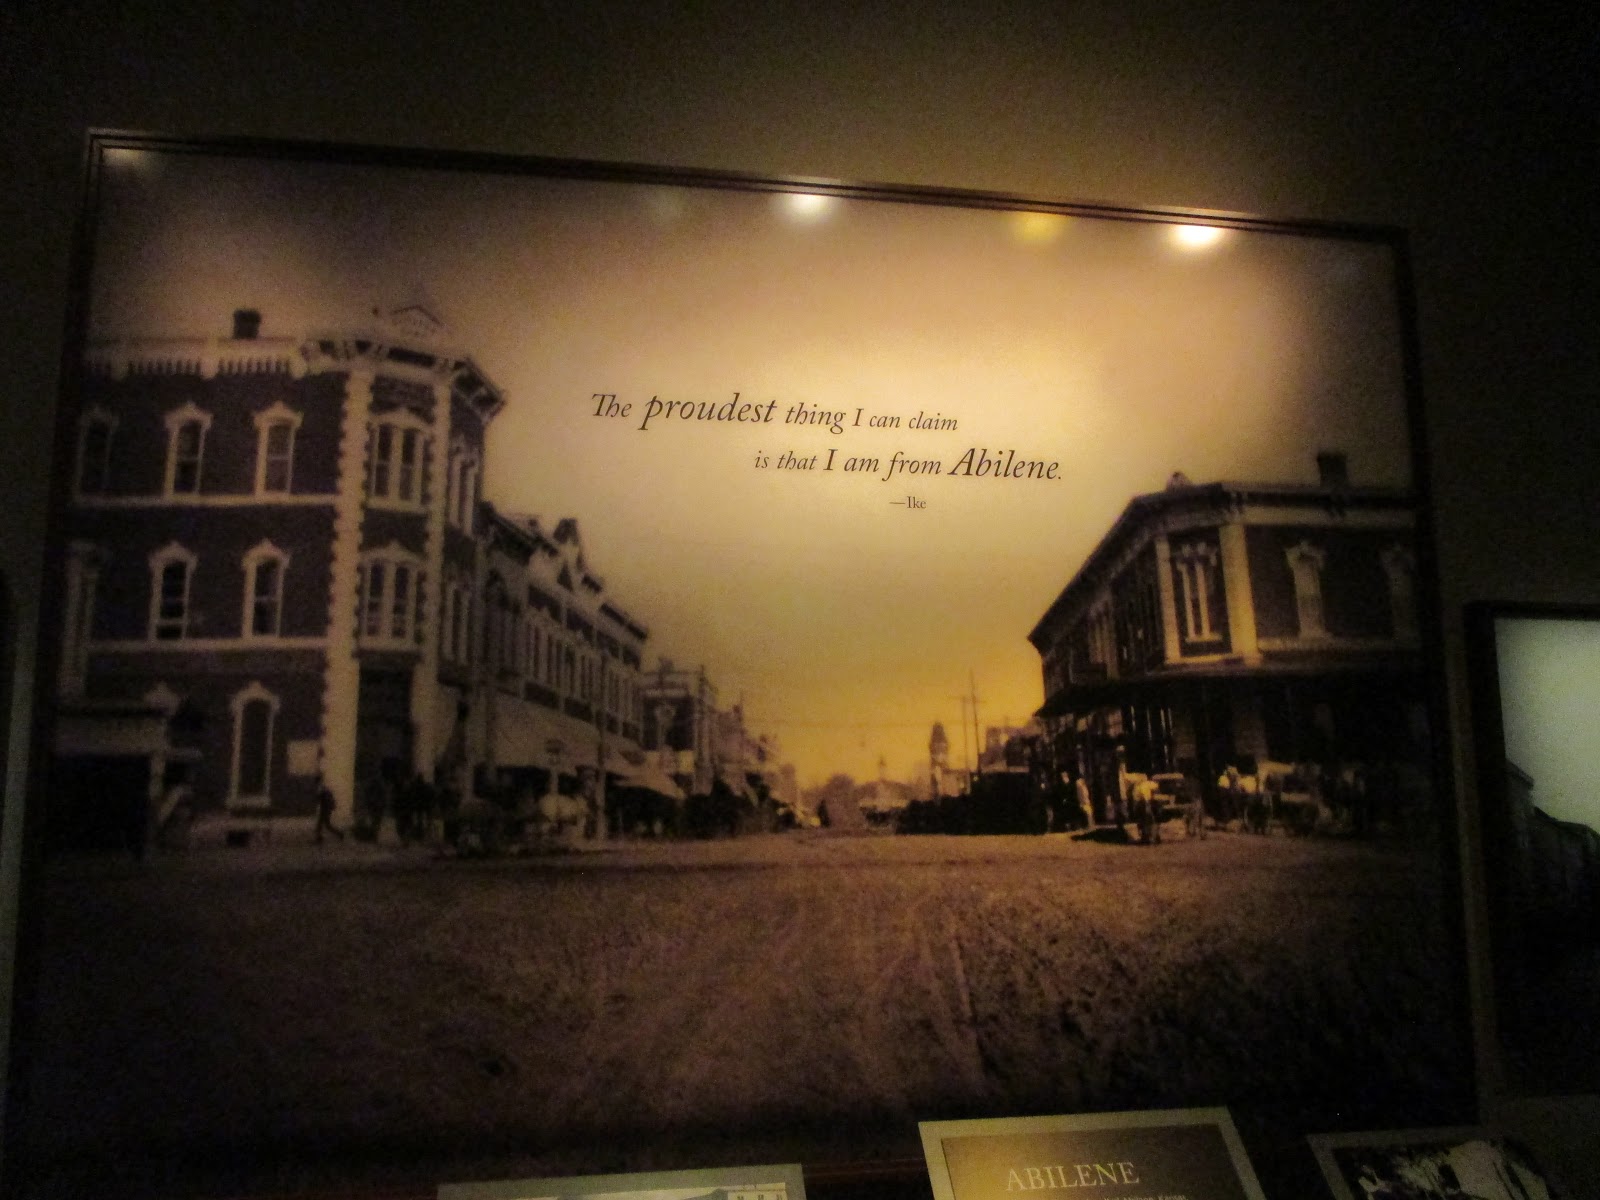 The proudest thing I can claim
is that I am from Abilene.
—Ike
ABILENE